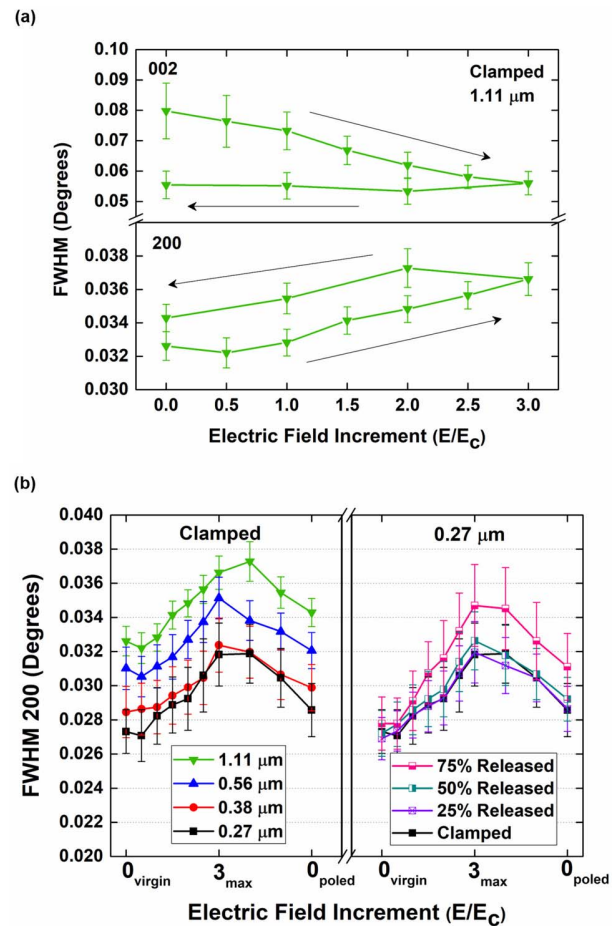 (a)
002
Clamped
1.11 μm
0.10
0.09
0.08
0.07
0.06
0.05
200
0.038
0.036
0.034
0.032
0.030
FWHM (Degrees)
0.0 0.5 1.0 1.5 2.0 2.5 3.0
Electric Field Increment (E/Ec)
(b)
Clamped
0.27 μm
0.040
0.038
0.036
0.034
0.032
0.030
0.028
0.026
0.024
0.022
0.020
FWHM 200 (Degrees)
1.11 μm
0.56 μm
0.38 μm
0.27 μm
75% Released
50% Released
25% Released
Clamped
0virgin 3max 0poled 0virgin 3max 0poled
Electric Field Increment (E/Ec)